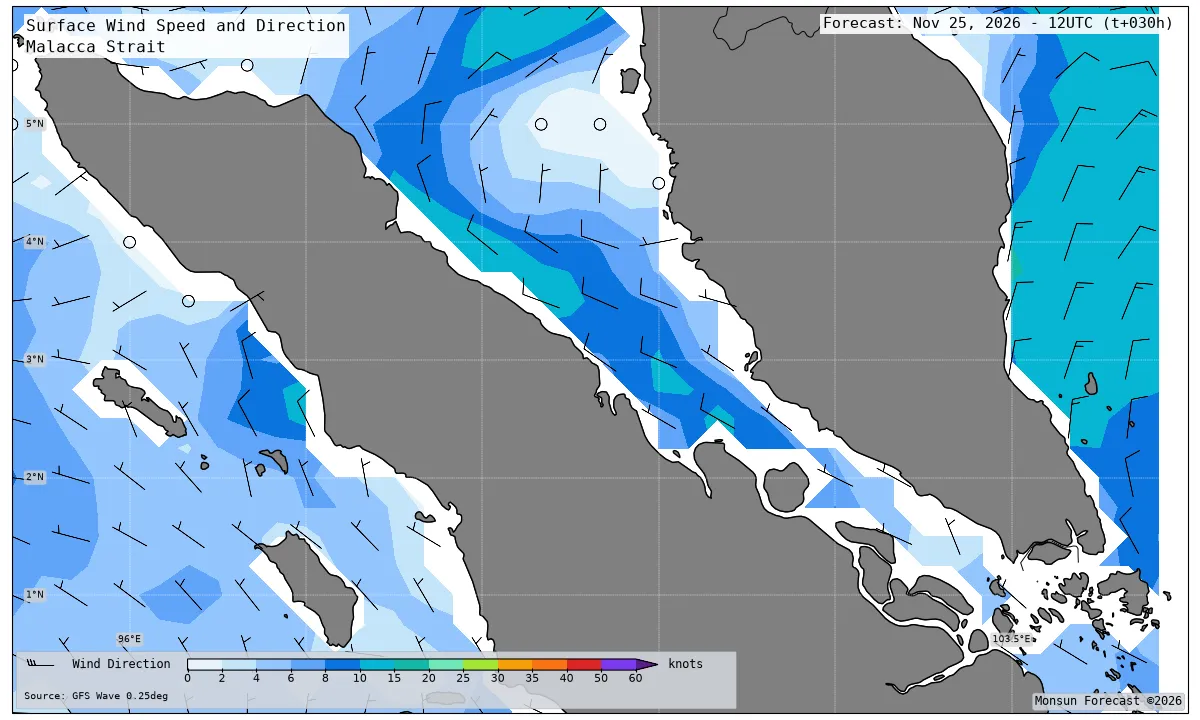 Surface Wind Speed and Direction
Malacca Strait
Forecast: Nov 25, 2026 - 12UTC (t+030h)
5°N
4°N
3°N
2°N
1°N
96°E
103.5°E
Wind Direction
knots
0 2 4 6 8 10 12 15 20 25 30 35 40 50 60
Source: GFS Wave 0.25deg
Monsun Forecast ©2026